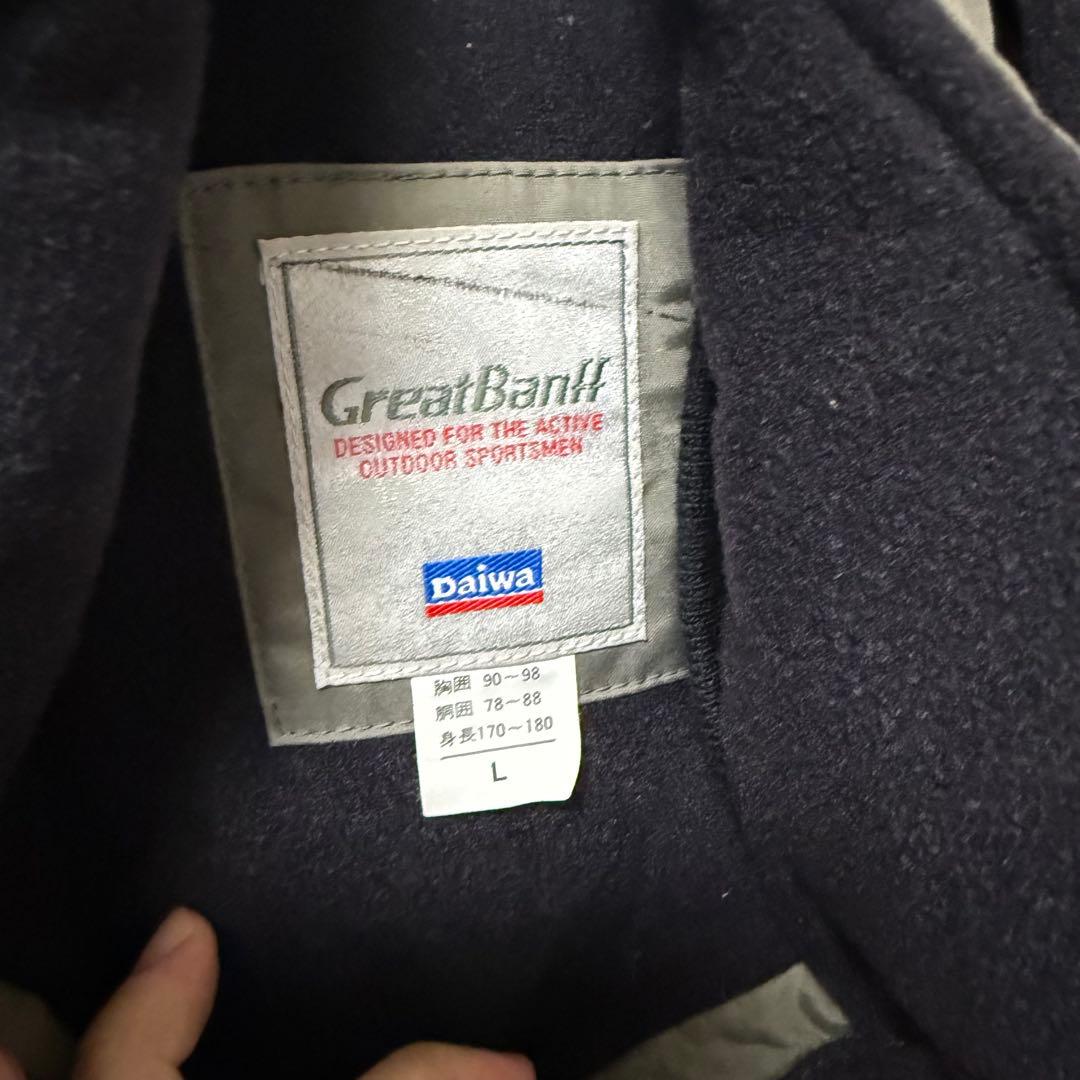 GreatBanff
DESIGNED FOR THE ACTIVE
OUTDOOR SPORTSMEN
Daiwa
胸囲 90～98
胴囲 78～88
身長170～180
L